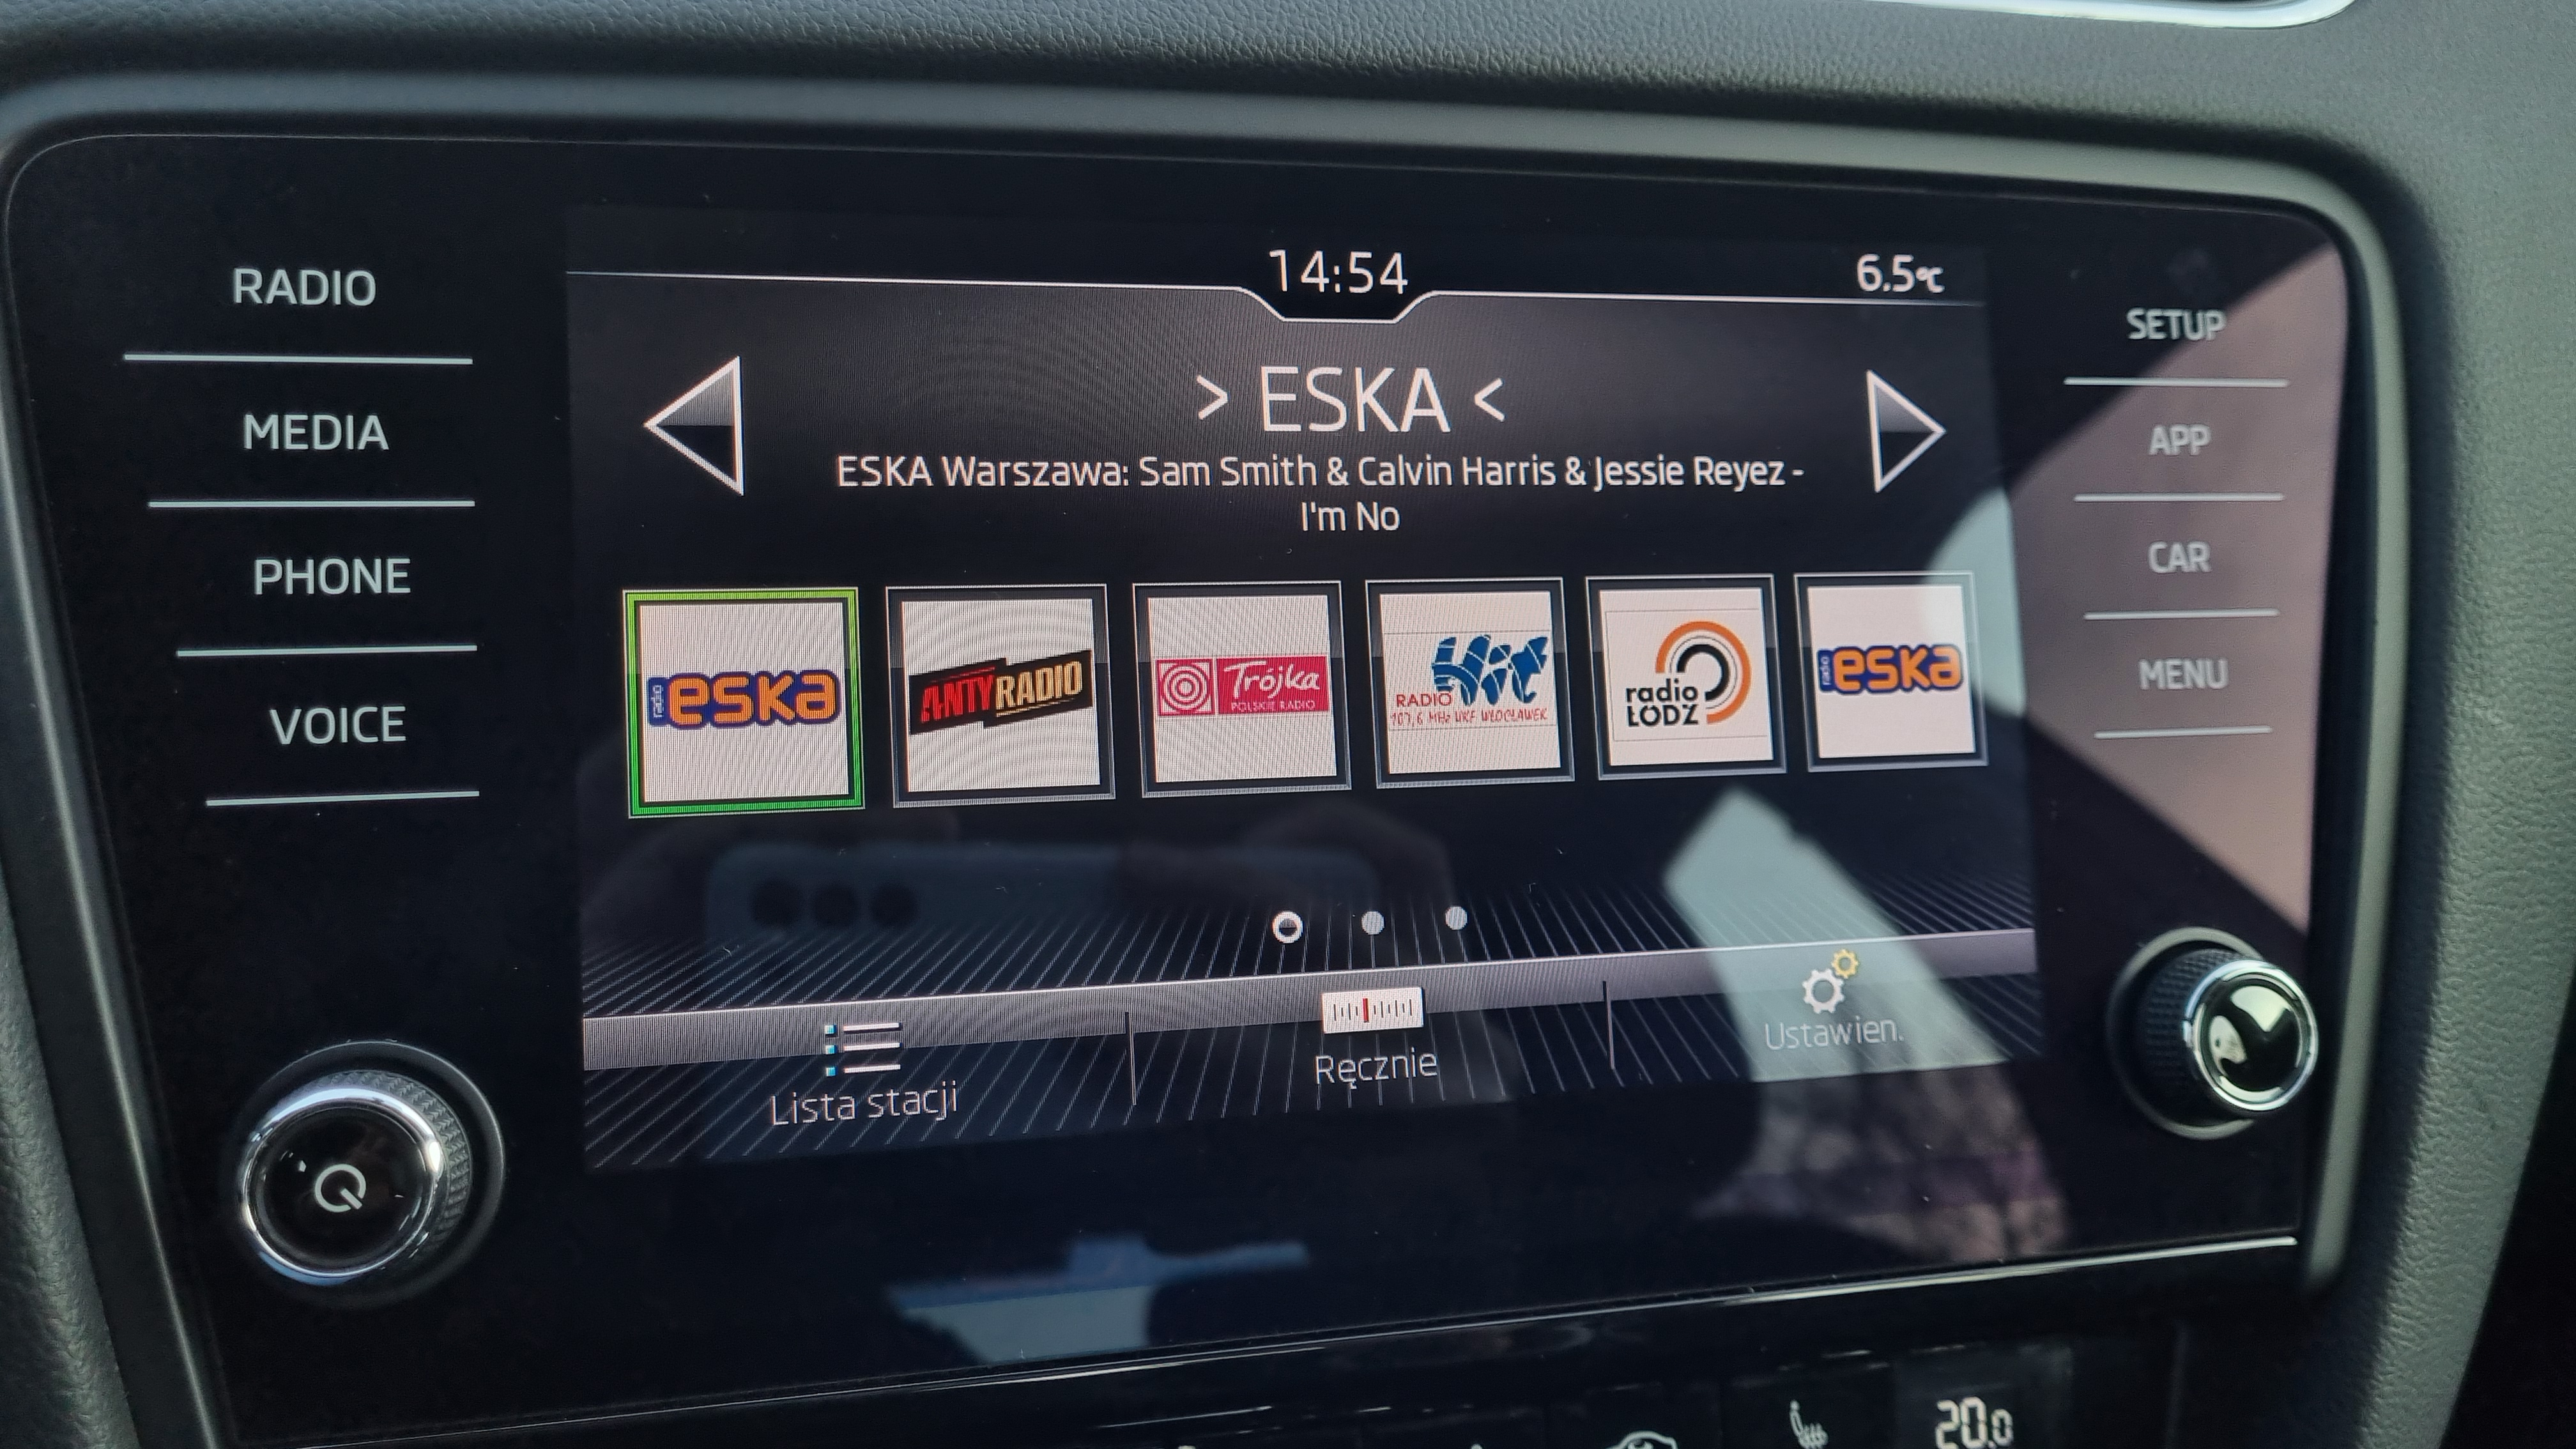 RADIO
MEDIA
PHONE
VOICE
14:54
6.5°C
> ESKA <
ESKA Warszawa: Sam Smith & Calvin Harris & Jessie Reyez -
I'm No
radio eska
ANTYRADIO
Trójka
POLSKIE RADIO
Hit
RADIO
107,6 MHz UKF WŁOCŁAWEK
radio
ŁÓDŹ
radio eska
Lista stacji
Ręcznie
Ustawien.
SETUP
APP
CAR
MENU
20.0